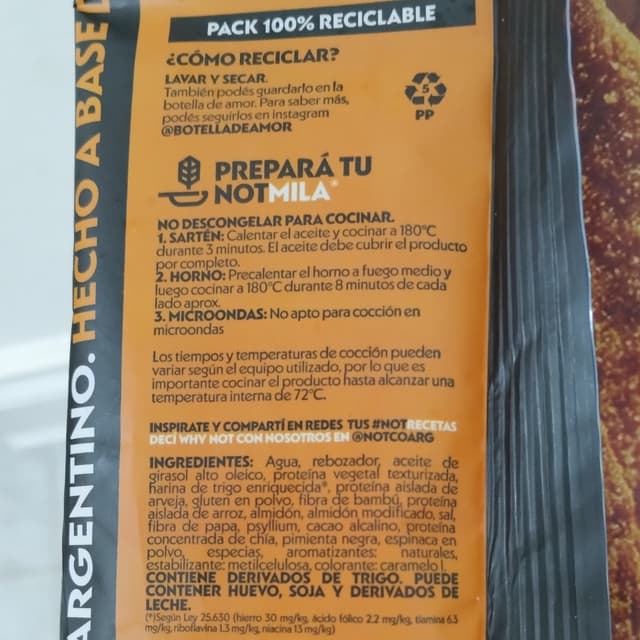 PACK 100% RECICLABLE
¿CÓMO RECICLAR?
LAVAR Y SECAR.
También podés guardarlo en la
botella de amor. Para saber más,
podés seguirlos en instagram
@BOTELLADEAMOR
5
PP
PREPARÁ TU
NOTMILA®
NO DESCONGELAR PARA COCINAR.
1. SARTÉN: Calentar el aceite y cocinar a 180°C
durante 3 minutos. El aceite debe cubrir el producto
por completo.
2. HORNO: Precalentar el horno a fuego medio y
luego cocinar a 180°C durante 8 minutos de cada
lado aprox.
3. MICROONDAS: No apto para cocción en
microondas
Los tiempos y temperaturas de cocción pueden
variar según el equipo utilizado, por lo que es
importante cocinar el producto hasta alcanzar una
temperatura interna de 72°C.
INSPIRATE Y COMPARTÍ EN REDES TUS #NOTRECETAS
DECÍ WHY NOT CON NOSOTROS EN @NOTCOARG
INGREDIENTES: Agua, rebozador, aceite de
girasol alto oleico, proteína vegetal texturizada,
harina de trigo enriquecida*, proteína aislada de
arveja, gluten en polvo, fibra de bambú, proteína
aislada de arroz, almidón, almidón modificado, sal,
fibra de papa, psyllium, cacao alcalino, proteína
concentrada de chía, pimienta negra, espinaca en
polvo, especias, aromatizantes: naturales,
estabilizante: metilcelulosa, colorante: caramelo I.
CONTIENE DERIVADOS DE TRIGO. PUEDE
CONTENER HUEVO, SOJA Y DERIVADOS DE
LECHE.
(*)Según Ley 25.630 (hierro 30 mg/kg, ácido fólico 2,2 mg/kg, tiamina 6,3
mg/kg, riboflavina 1,3 mg/kg, niacina 13 mg/kg)
ARGENTINO. HECHO A BASE